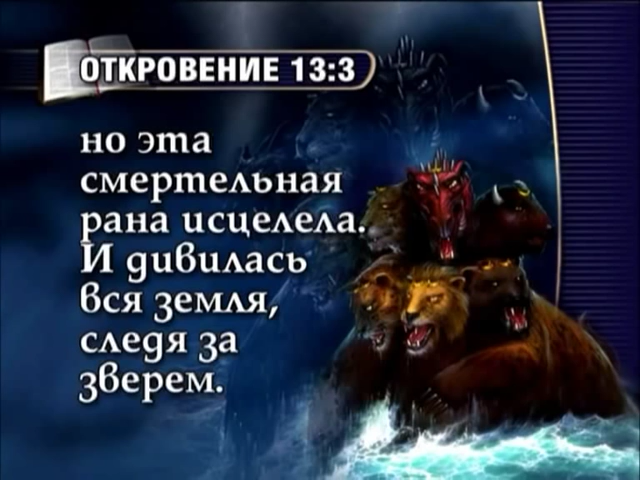 ОТКРОВЕНИЕ 13:3
но эта
смертельная
рана исцелела.
И дивилась
вся земля,
следя за
зверем.